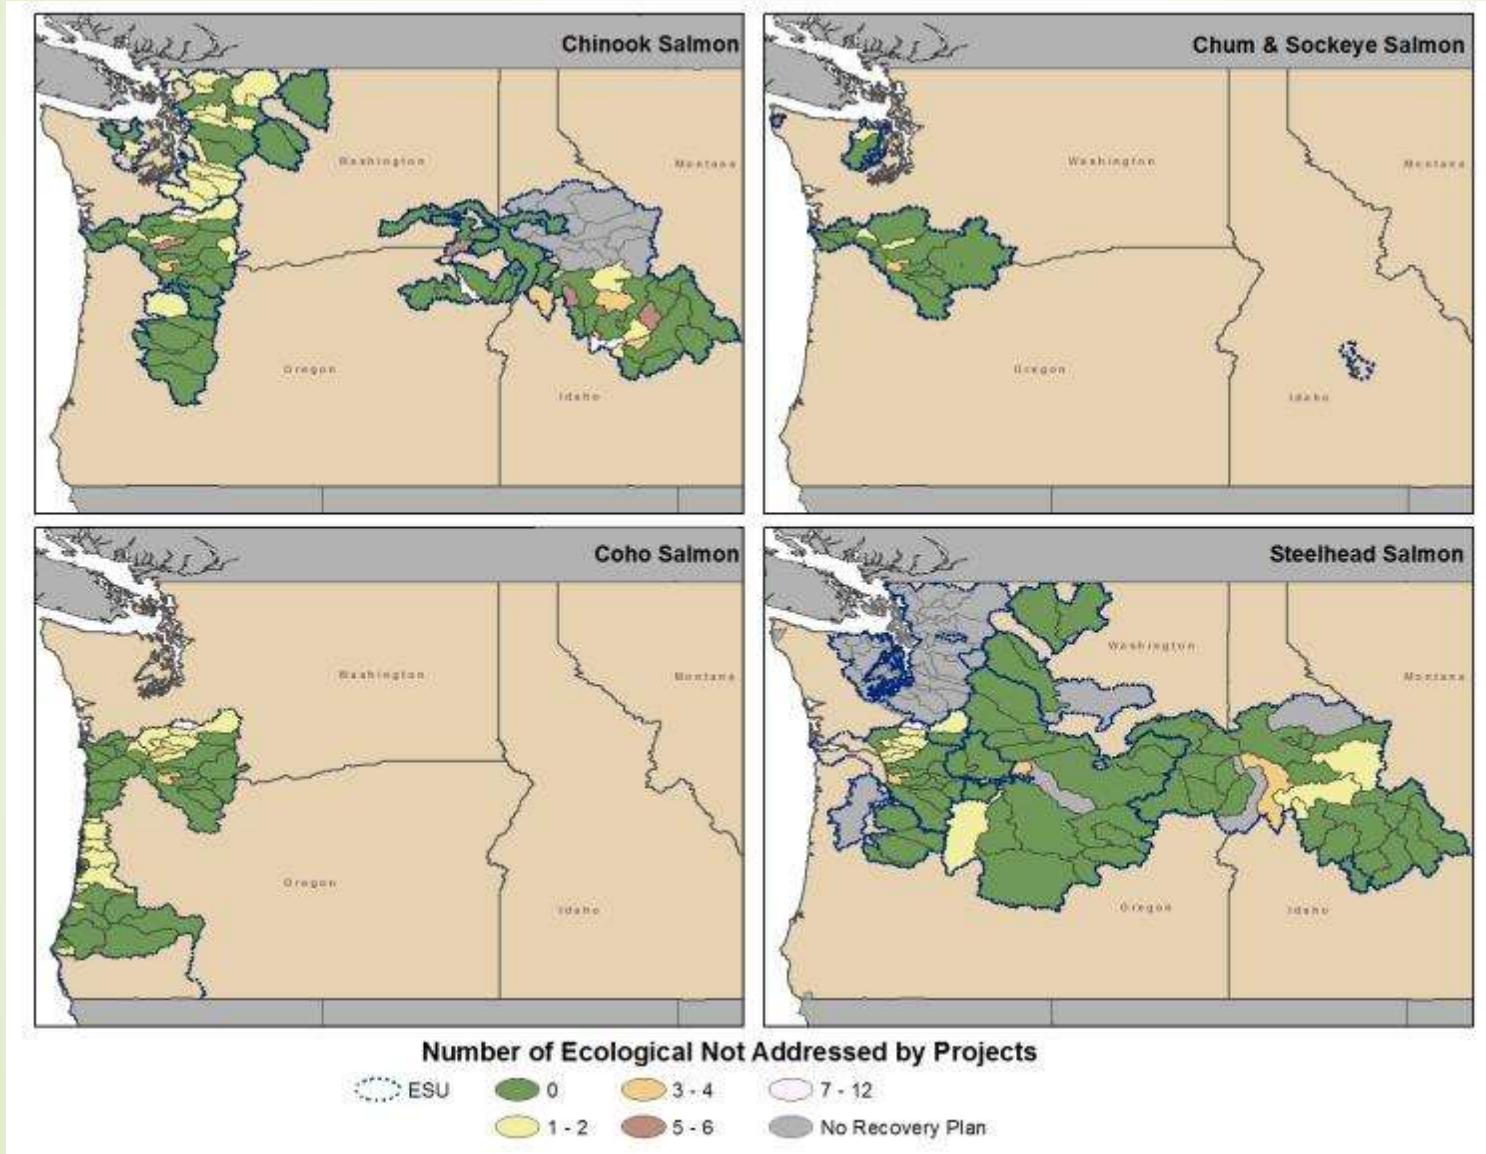 Chinook Salmon
Washington
Montana
Oregon
Idaho
Chum & Sockeye Salmon
Washington
Montana
Oregon
Idaho
Coho Salmon
Washington
Montana
Oregon
Idaho
Steelhead Salmon
Washington
Montana
Oregon
Idaho
Number of Ecological Not Addressed by Projects
ESU 0 3 - 4 7 - 12
1 - 2 5 - 6 No Recovery Plan